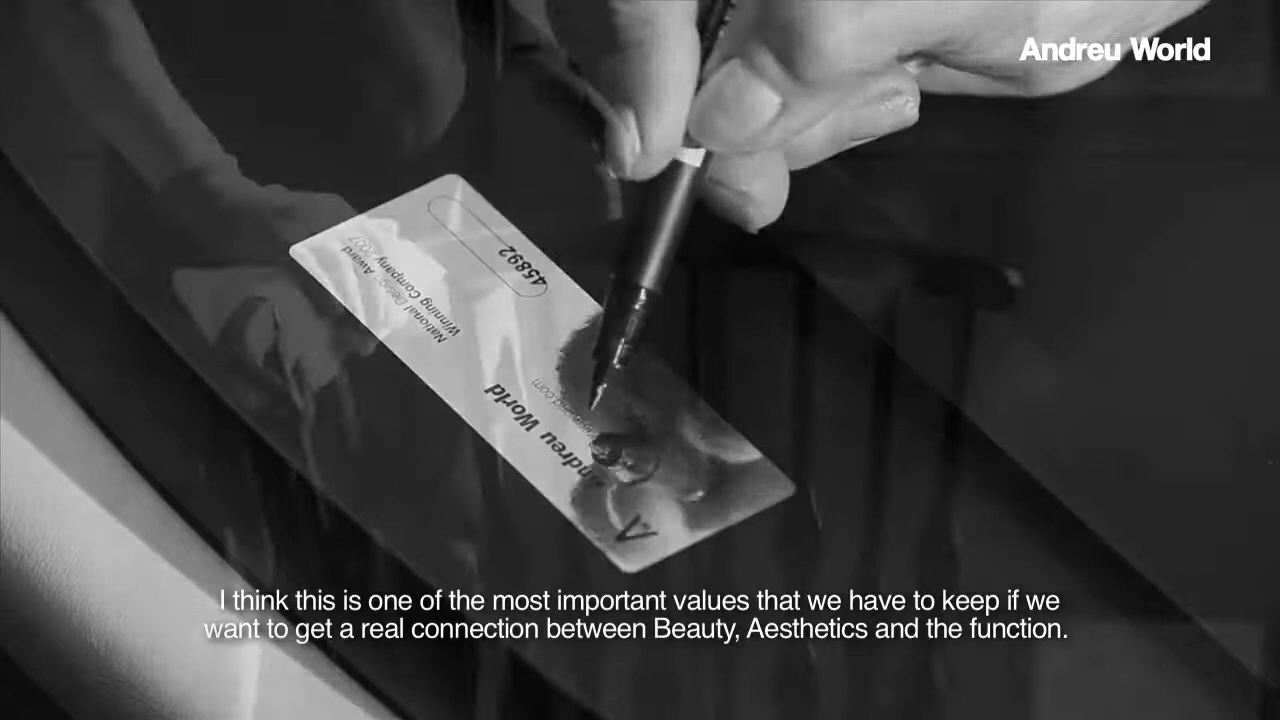 Andreu World
45892
National Design Award
Winning Company 2007
Andreu World
I think this is one of the most important values that we have to keep if we
want to get a real connection between Beauty, Aesthetics and the function.